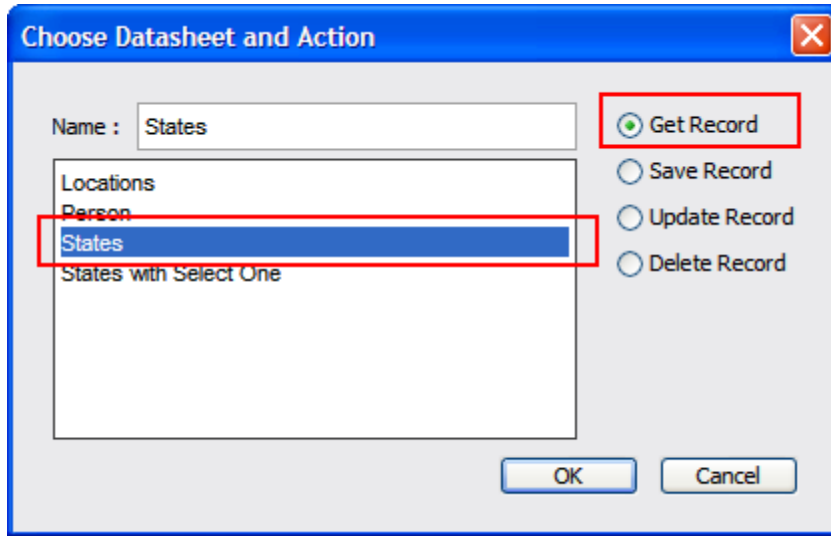 Choose Datasheet and Action
Name : States
Locations
Person
States
States with Select One
Get Record
Save Record
Update Record
Delete Record
OK
Cancel